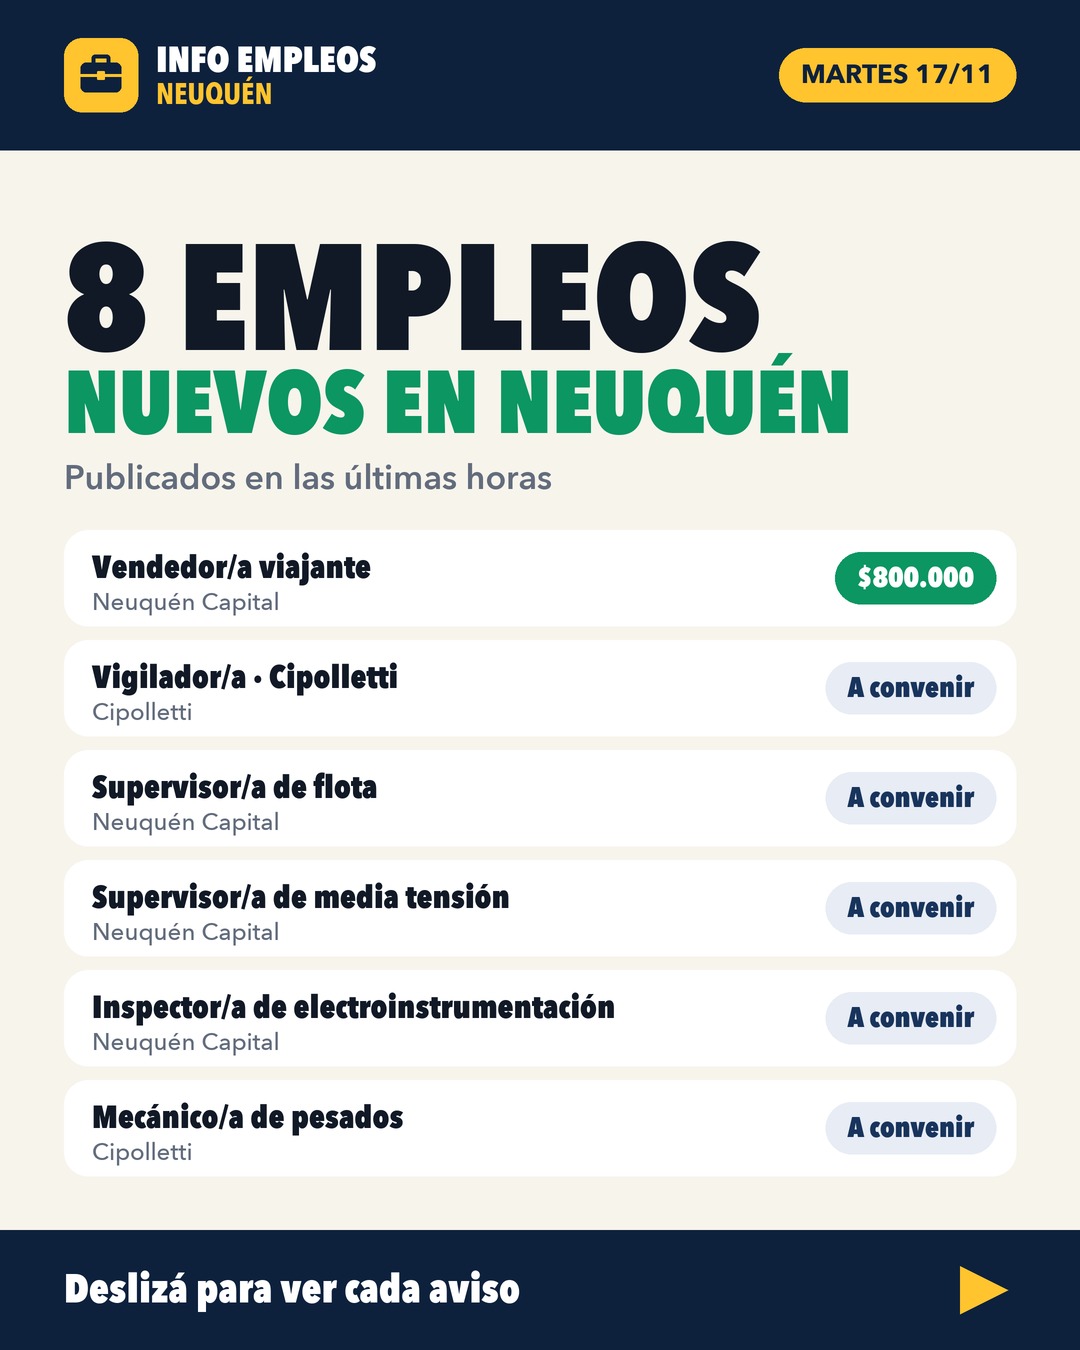 INFO EMPLEOS
NEUQUÉN
MARTES 17/11
8 EMPLEOS
NUEVOS EN NEUQUÉN
Publicados en las últimas horas
Vendedor/a viajante
Neuquén Capital
$800.000
Vigilador/a · Cipolletti
Cipolletti
A convenir
Supervisor/a de flota
Neuquén Capital
A convenir
Supervisor/a de media tensión
Neuquén Capital
A convenir
Inspector/a de electroinstrumentación
Neuquén Capital
A convenir
Mecánico/a de pesados
Cipolletti
A convenir
Deslizá para ver cada aviso